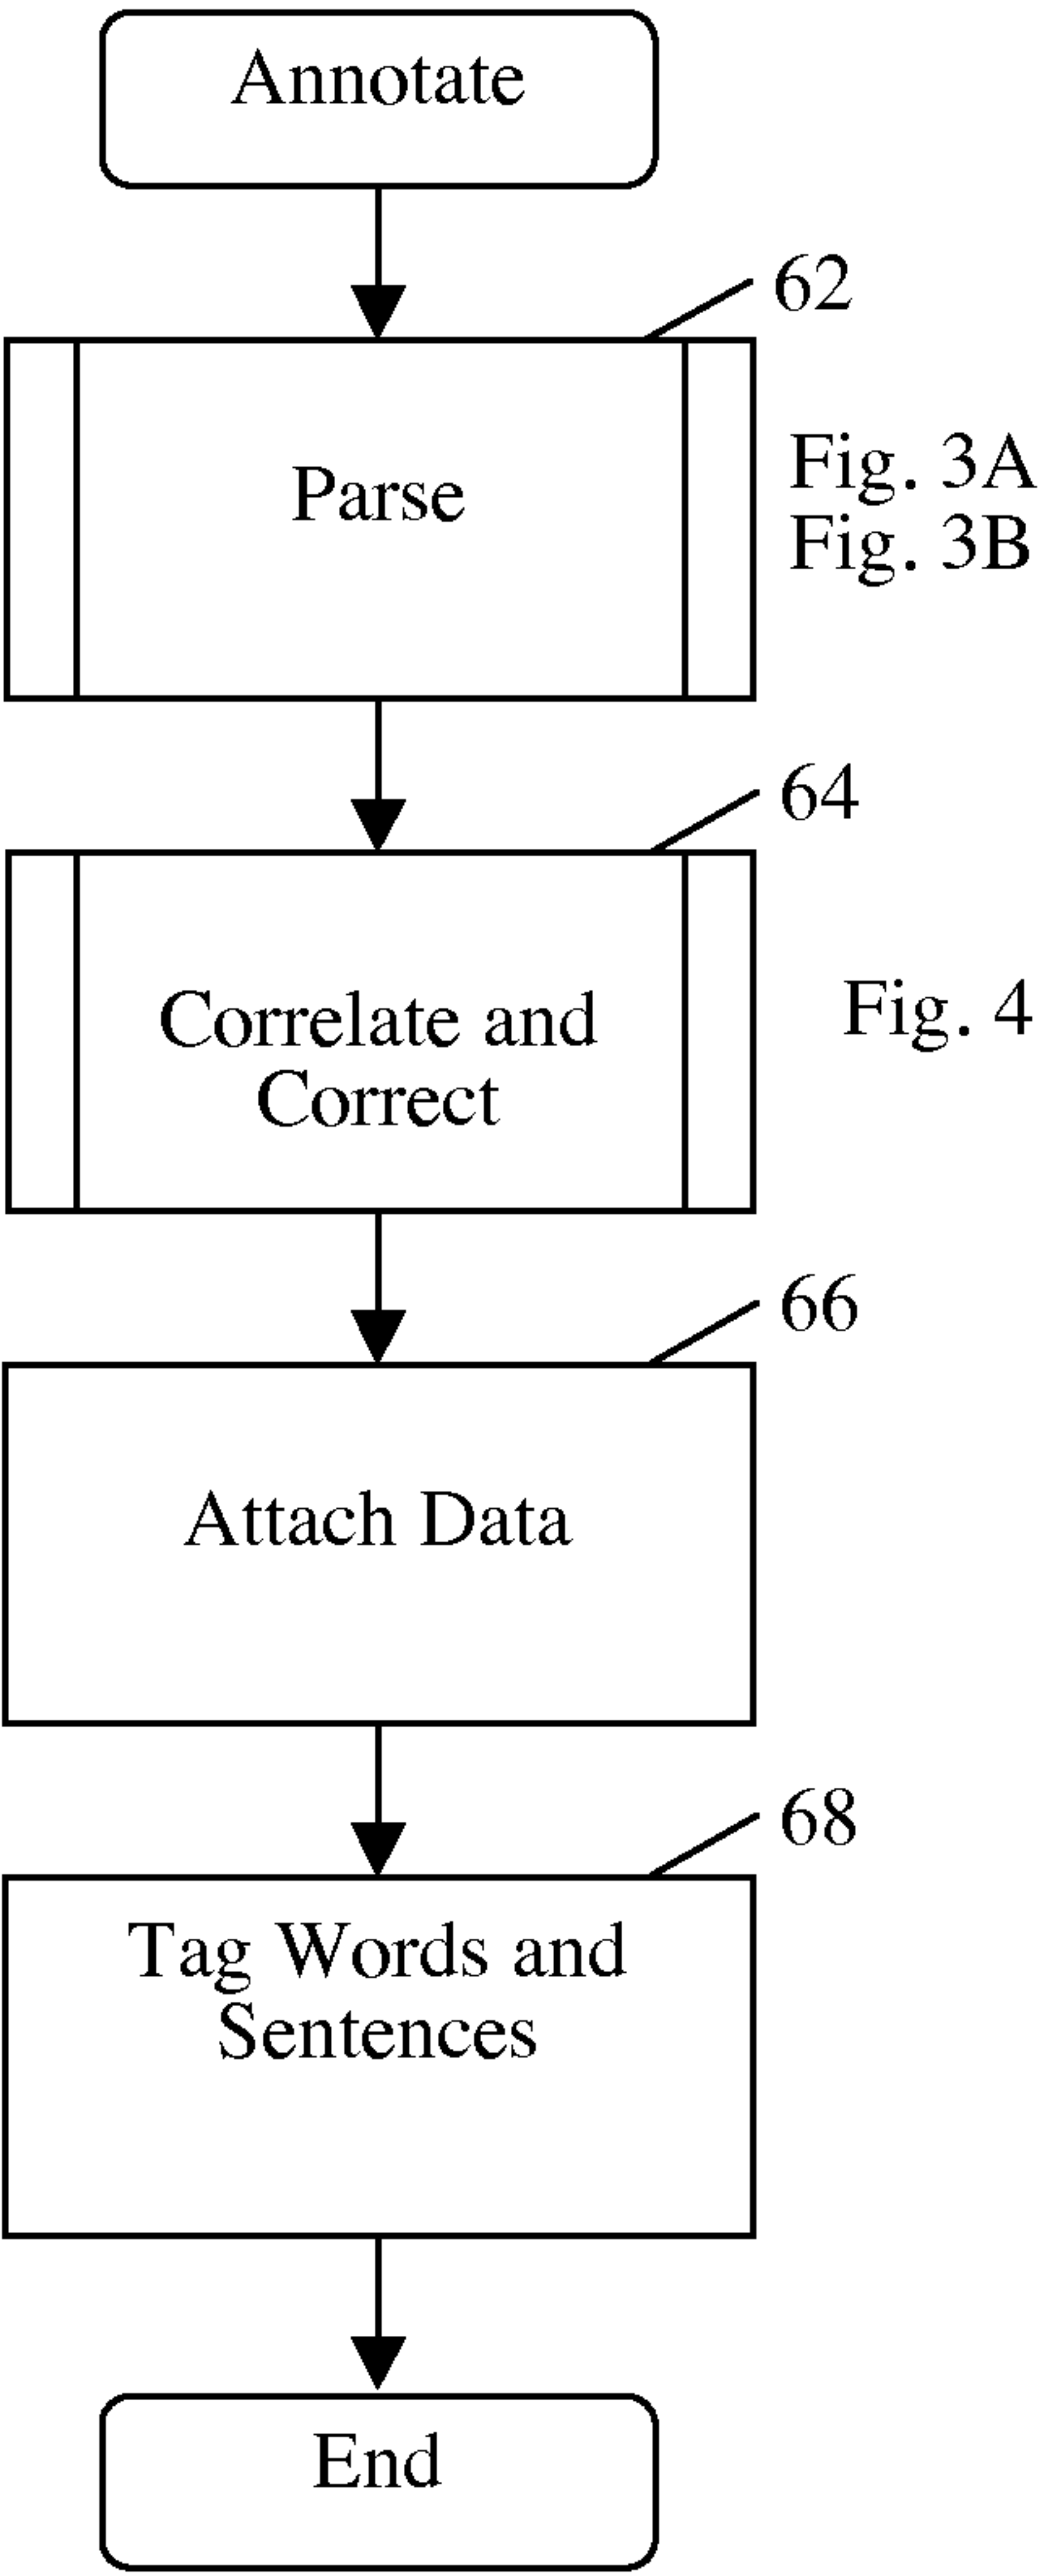 Annotate
62
Parse
Fig. 3A
Fig. 3B
64
Correlate and
Correct
Fig. 4
66
Attach Data
68
Tag Words and
Sentences
End